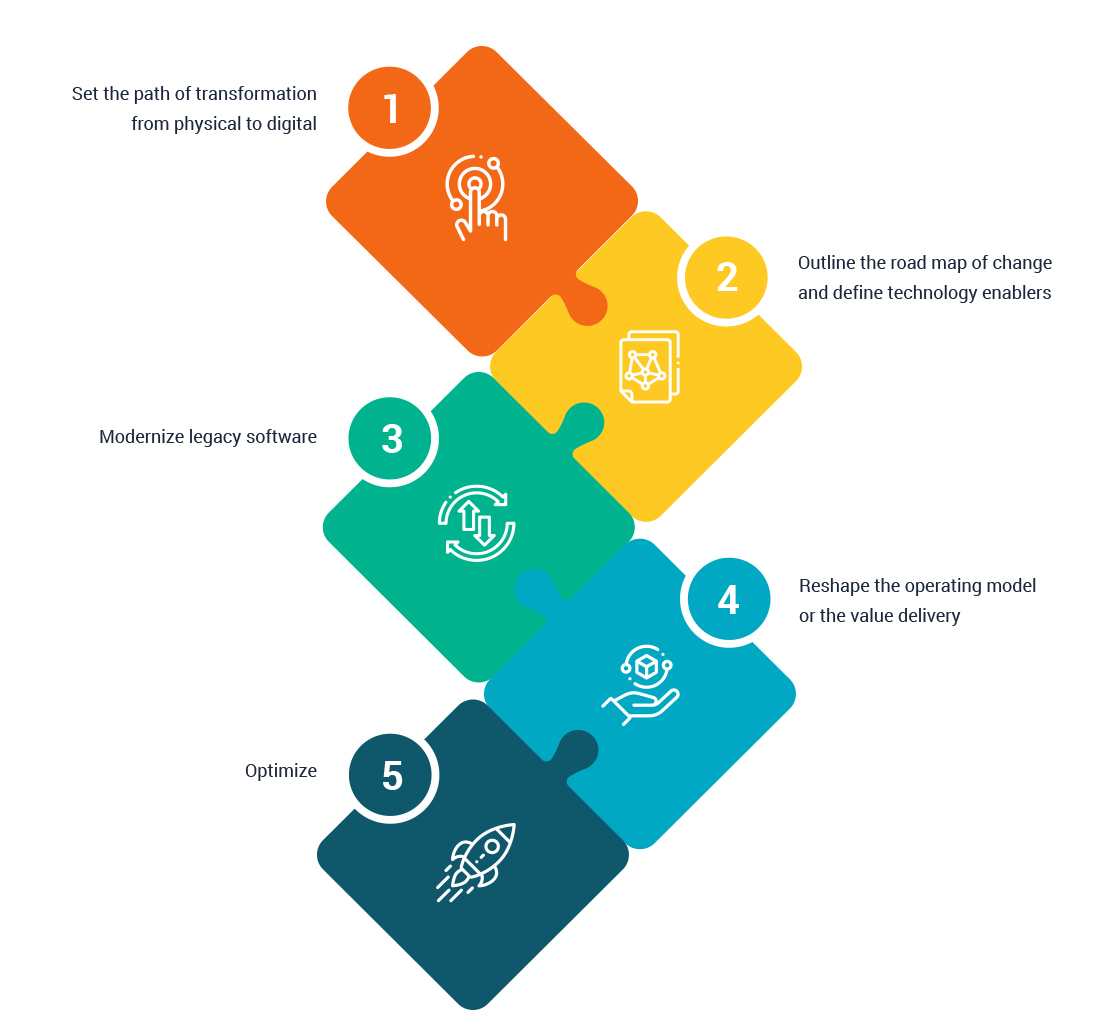 Set the path of transformation
from physical to digital
1
2
Outline the road map of change
and define technology enablers
Modernize legacy software
3
4
Reshape the operating model
or the value delivery
Optimize
5